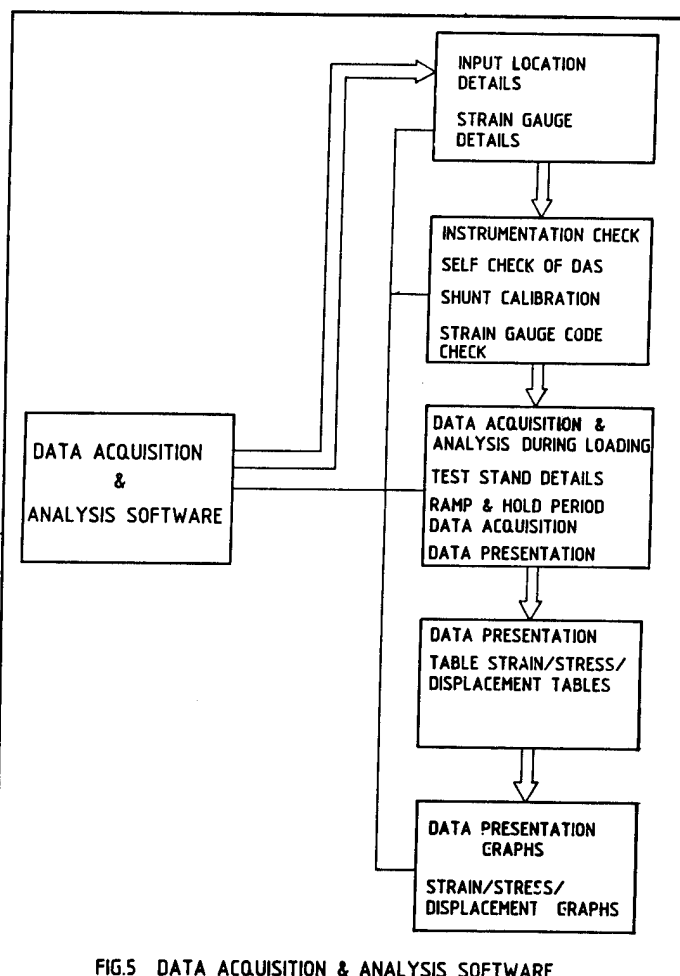 INPUT LOCATION
DETAILS
STRAIN GAUGE
DETAILS
INSTRUMENTATION CHECK
SELF CHECK OF DAS
SHUNT CALIBRATION
STRAIN GAUGE CODE
CHECK
DATA ACQUISITION
&
ANALYSIS SOFTWARE
DATA ACQUISITION &
ANALYSIS DURING LOADING
TEST STAND DETAILS
RAMP & HOLD PERIOD
DATA ACQUISITION
DATA PRESENTATION
DATA PRESENTATION
TABLE STRAIN/STRESS/
DISPLACEMENT TABLES
DATA PRESENTATION
GRAPHS
STRAIN/STRESS/
DISPLACEMENT GRAPHS
FIG.5 DATA ACQUISITION & ANALYSIS SOFTWARE